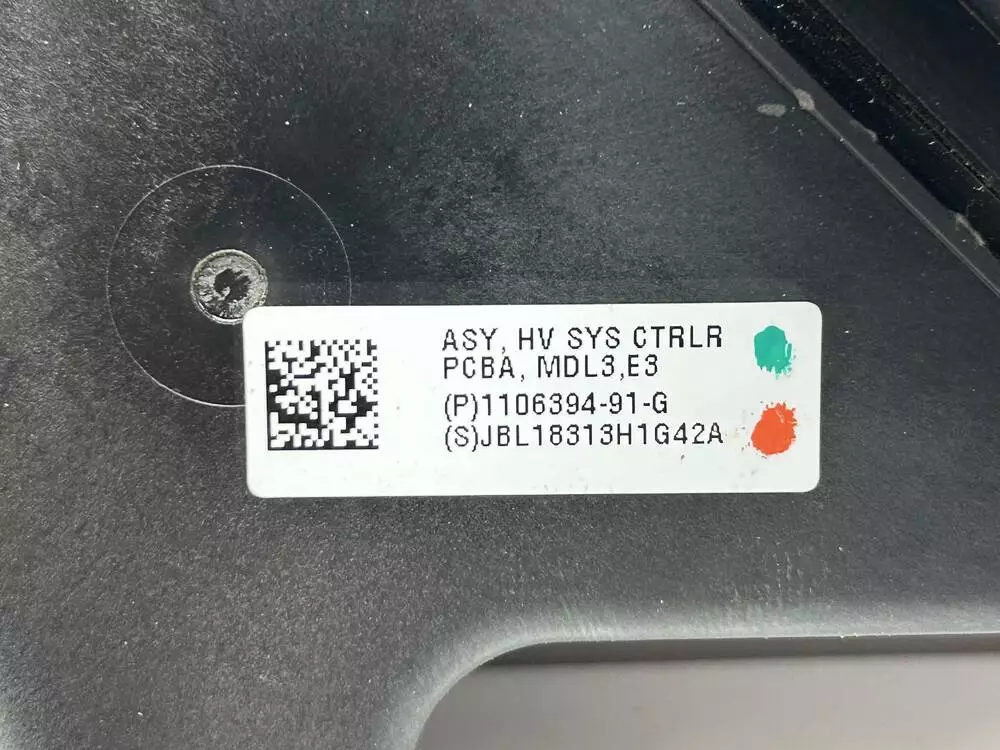 ASY, HV SYS CTRLR
PCBA, MDL3,E3
(P)1106394-91-G
(S)JBL18313H1G42A